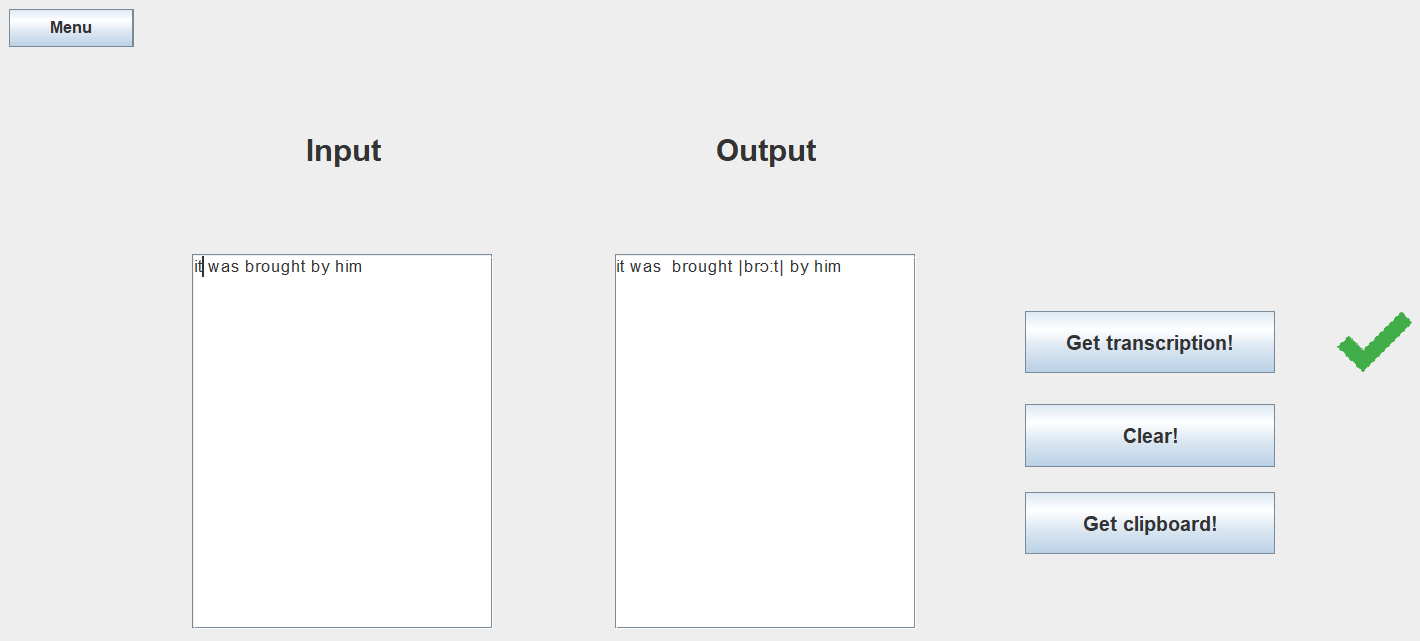 Menu
Input
Output
it was brought by him
it was  brought |brɔːt| by him
Get transcription!
Clear!
Get clipboard!